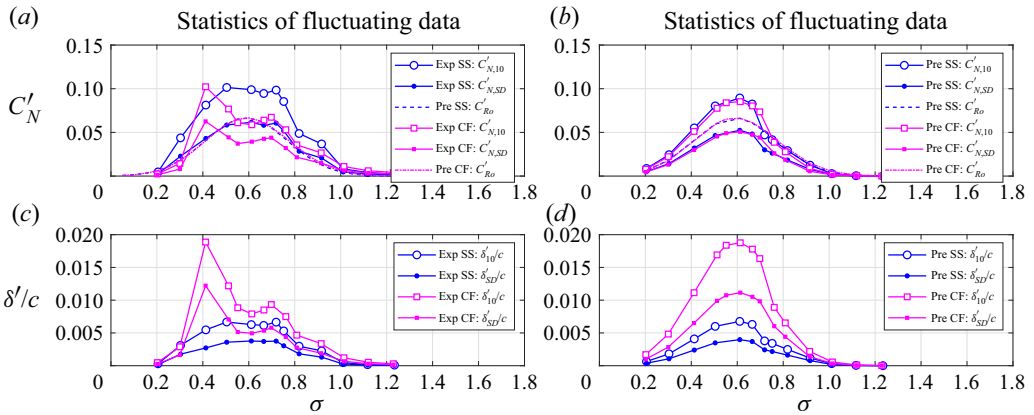 (a) Statistics of fluctuating data
0.15
0.10
0.05
0
C′_N
Exp SS: C′_{N,10}
Exp SS: C′_{N,SD}
Pre SS: C′_{Ro}
Exp CF: C′_{N,10}
Exp CF: C′_{N,SD}
Pre CF: C′_{Ro}
0.2 0.4 0.6 0.8 1.0 1.2 1.4 1.6 1.8
(b) Statistics of fluctuating data
0.15
0.10
0.05
0
Pre SS: C′_{N,10}
Pre SS: C′_{N,SD}
Pre SS: C′_{Ro}
Pre CF: C′_{N,10}
Pre CF: C′_{N,SD}
Pre CF: C′_{Ro}
0.2 0.4 0.6 0.8 1.0 1.2 1.4 1.6 1.8
(c)
0.020
0.015
0.010
0.005
0
δ′/c
Exp SS: δ′_{10}/c
Exp SS: δ′_{SD}/c
Exp CF: δ′_{10}/c
Exp CF: δ′_{SD}/c
0.2 0.4 0.6 0.8 1.0 1.2 1.4 1.6 1.8
σ
(d)
0.020
0.015
0.010
0.005
0
Pre SS: δ′_{10}/c
Pre SS: δ′_{SD}/c
Pre CF: δ′_{10}/c
Pre CF: δ′_{SD}/c
0.2 0.4 0.6 0.8 1.0 1.2 1.4 1.6 1.8
σ